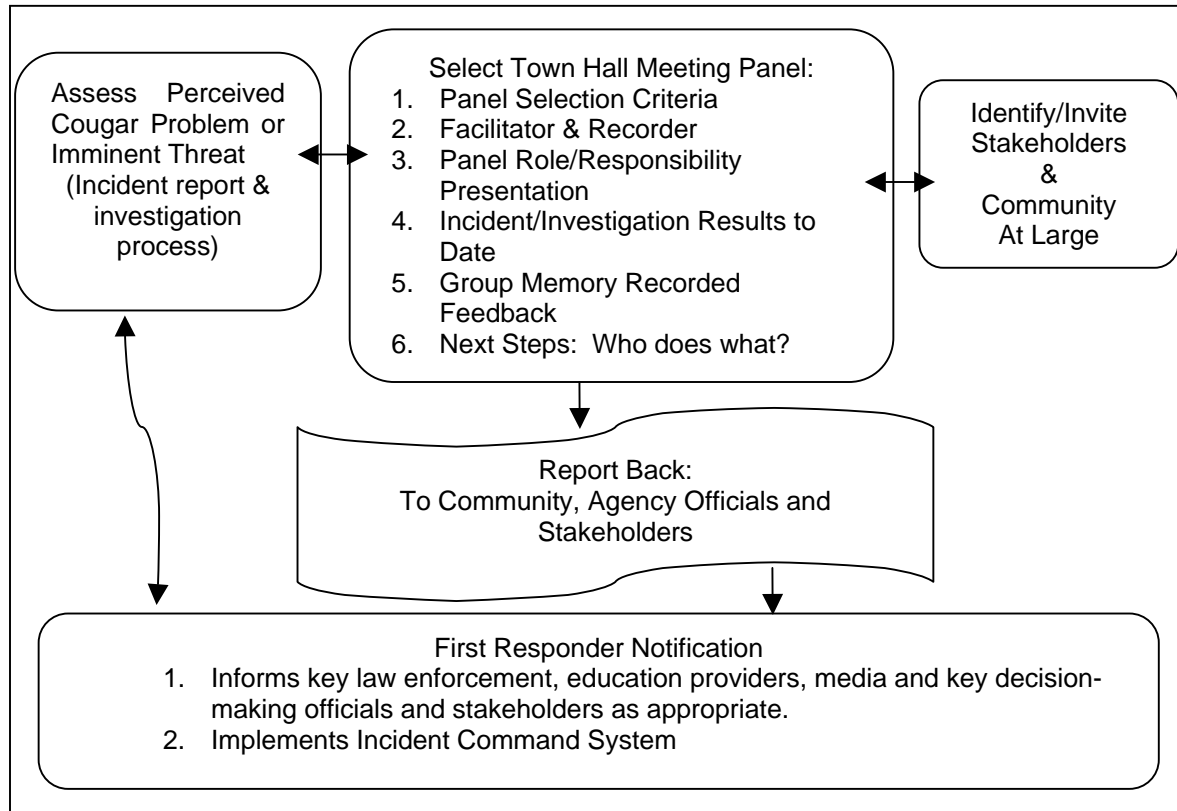 Assess Perceived
Cougar Problem or
Imminent Threat
(Incident report &
investigation
process)
Select Town Hall Meeting Panel:
1. Panel Selection Criteria
2. Facilitator & Recorder
3. Panel Role/Responsibility
Presentation
4. Incident/Investigation Results to
Date
5. Group Memory Recorded
Feedback
6. Next Steps: Who does what?
Identify/Invite
Stakeholders
&
Community
At Large
Report Back:
To Community, Agency Officials and
Stakeholders
First Responder Notification
1. Informs key law enforcement, education providers, media and key decision-
making officials and stakeholders as appropriate.
2. Implements Incident Command System